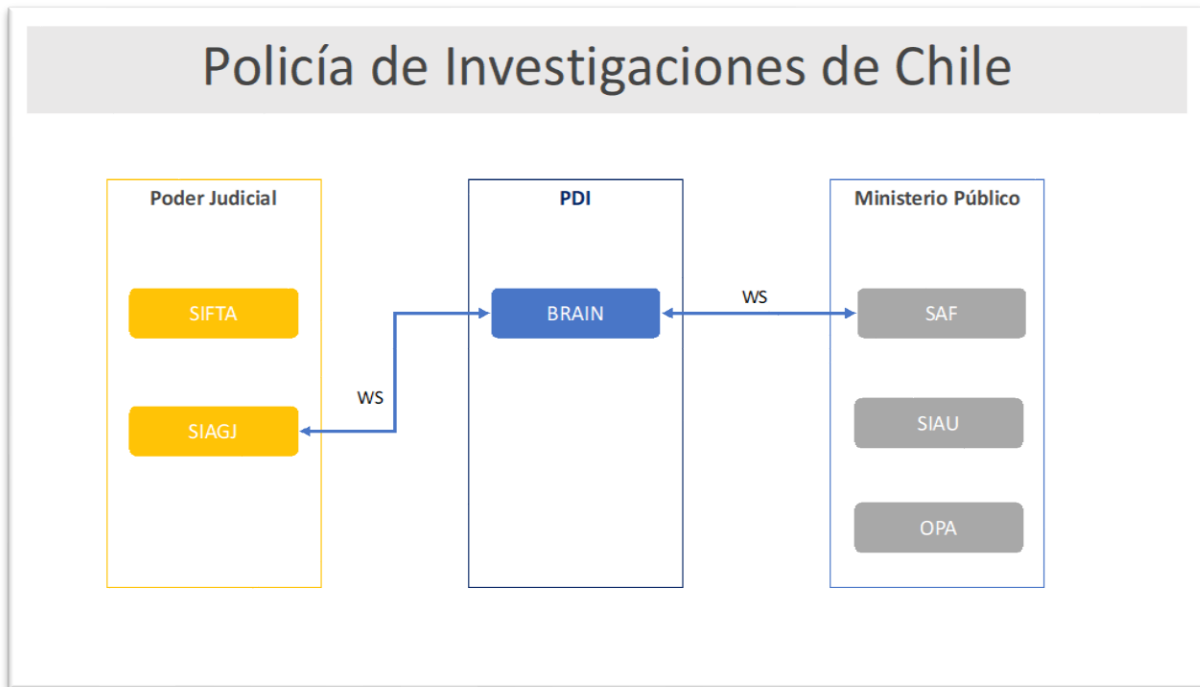 Policía de Investigaciones de Chile
Poder Judicial
SIFTA
SIAGJ
WS
PDI
BRAIN
WS
Ministerio Público
SAF
SIAU
OPA